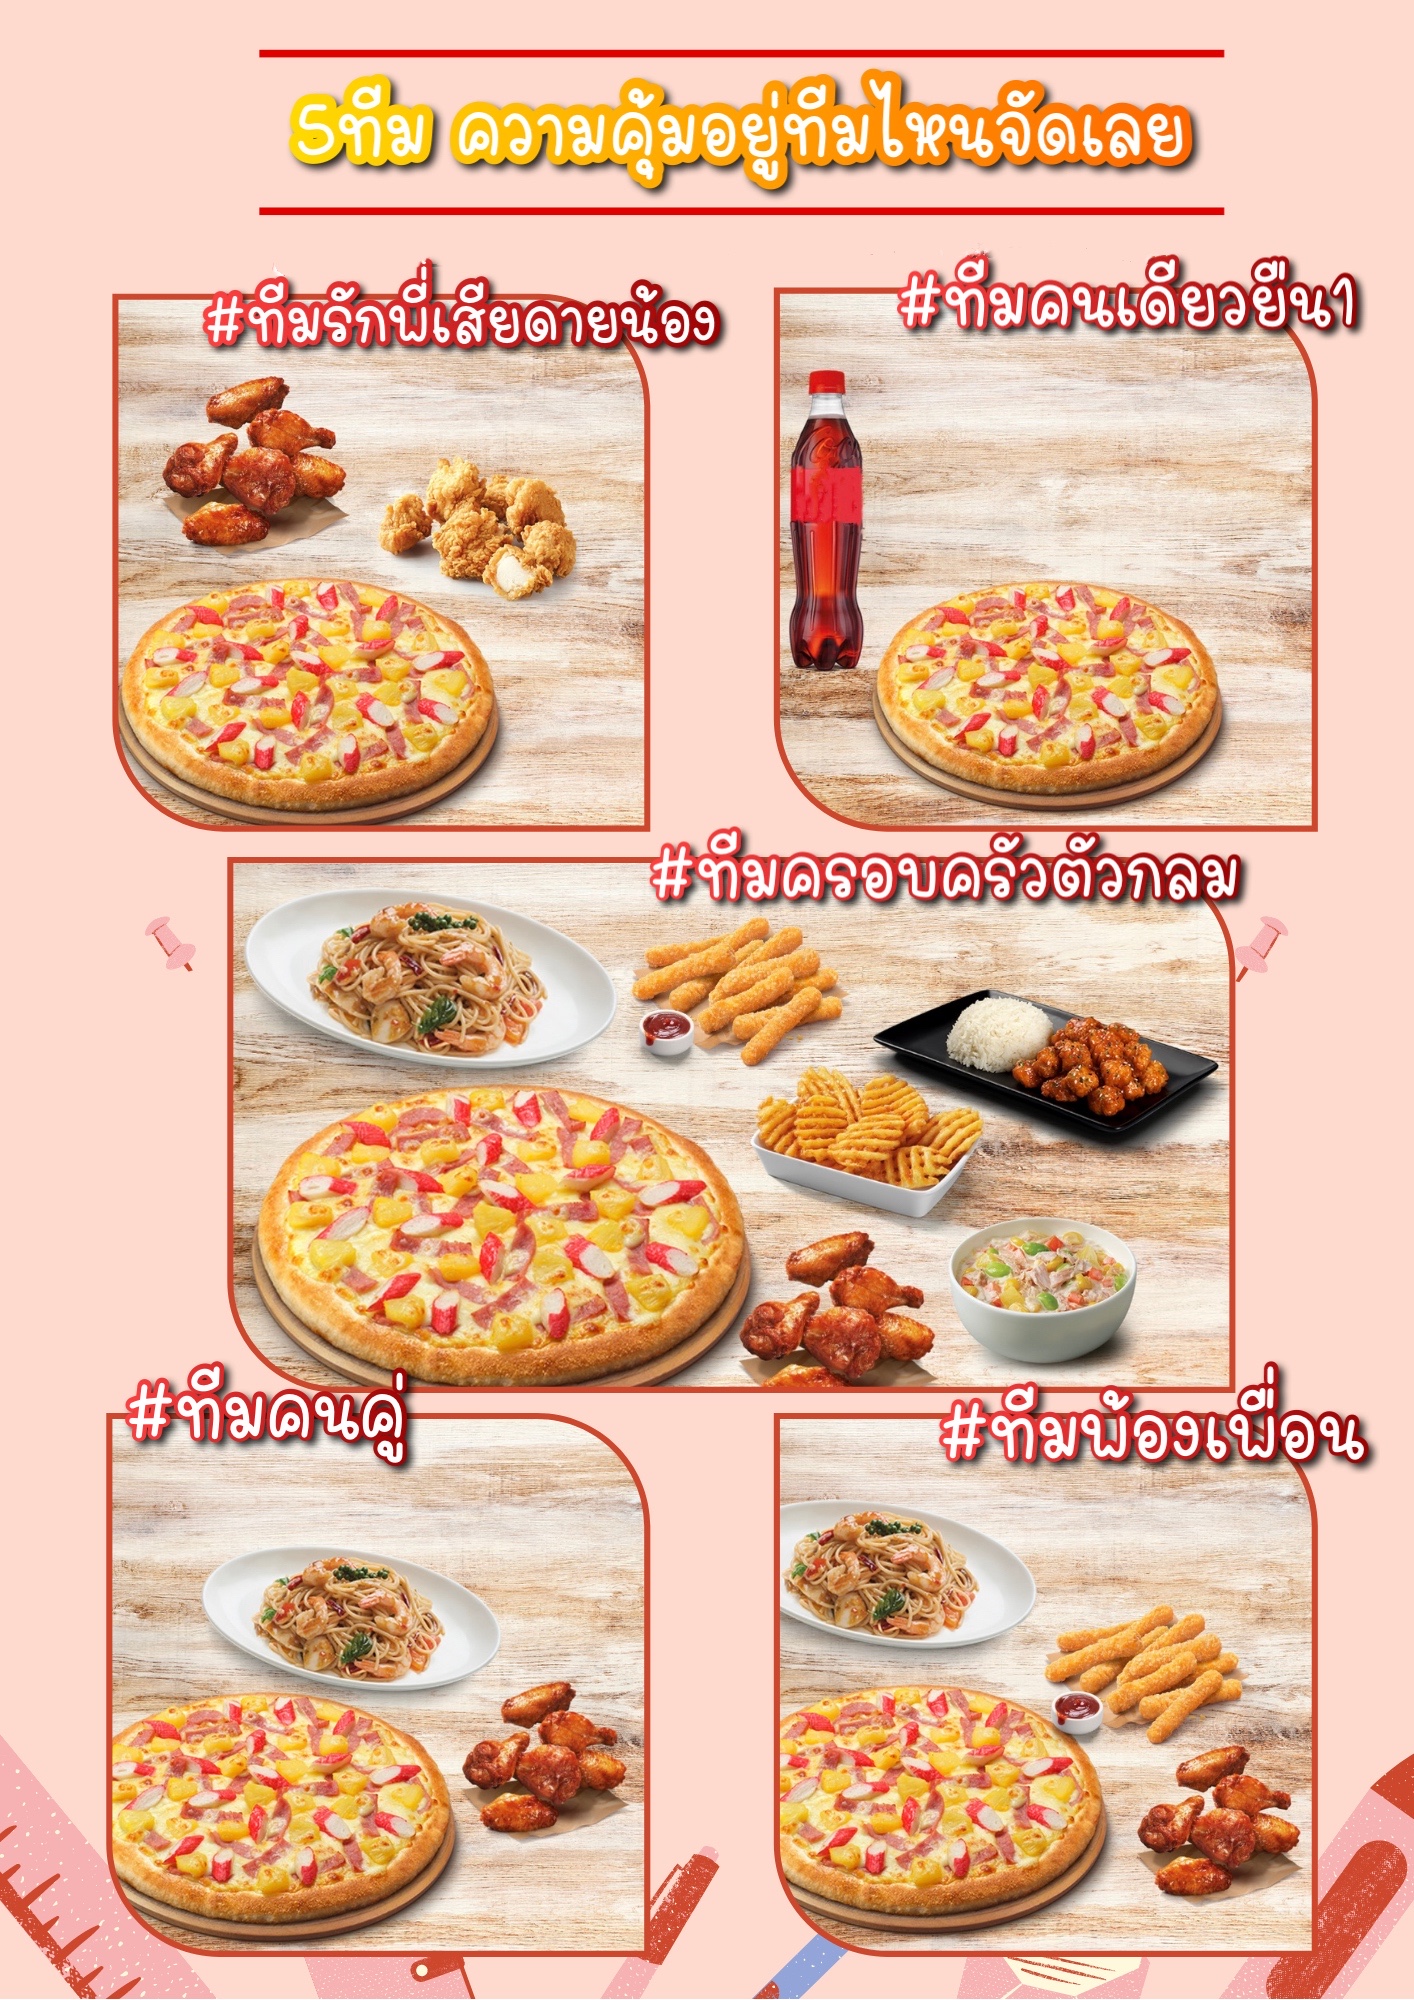 5ทีม ความคุ้มอยู่ทีมไหนจัดเลย
#ทีมรักพี่เสียดายน้อง
#ทีมคนเดียวยืน1
#ทีมครอบครัวตัวกลม
#ทีมคนคู่
#ทีมพ้องเพื่อน